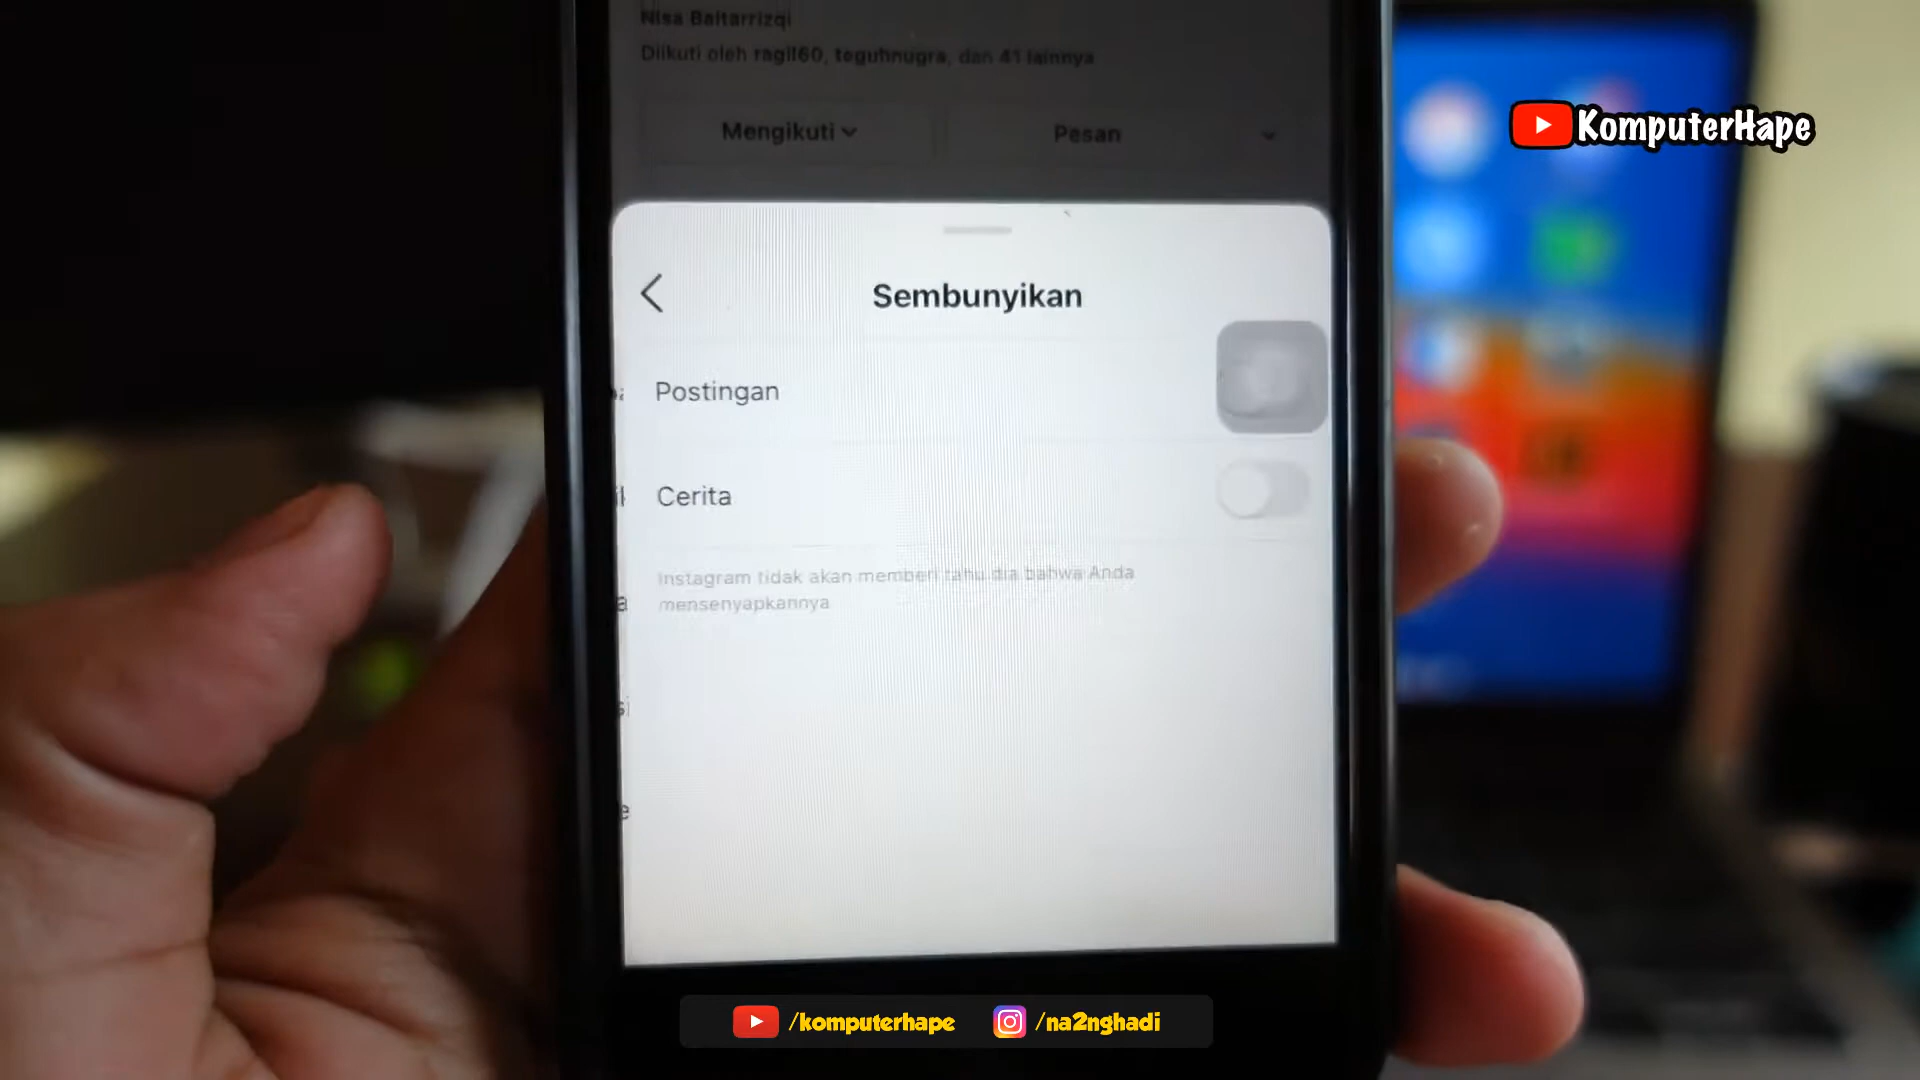 Nisa Baltarrizqi
Diikuti oleh ragil60, teguhnugra, dan 41 lainnya
Mengikuti
Pesan
KomputerHape
Sembunyikan
Postingan
Cerita
Instagram tidak akan memberi tahu dia bahwa Anda
mensenyapkannya
/komputerhape
/na2nghadi